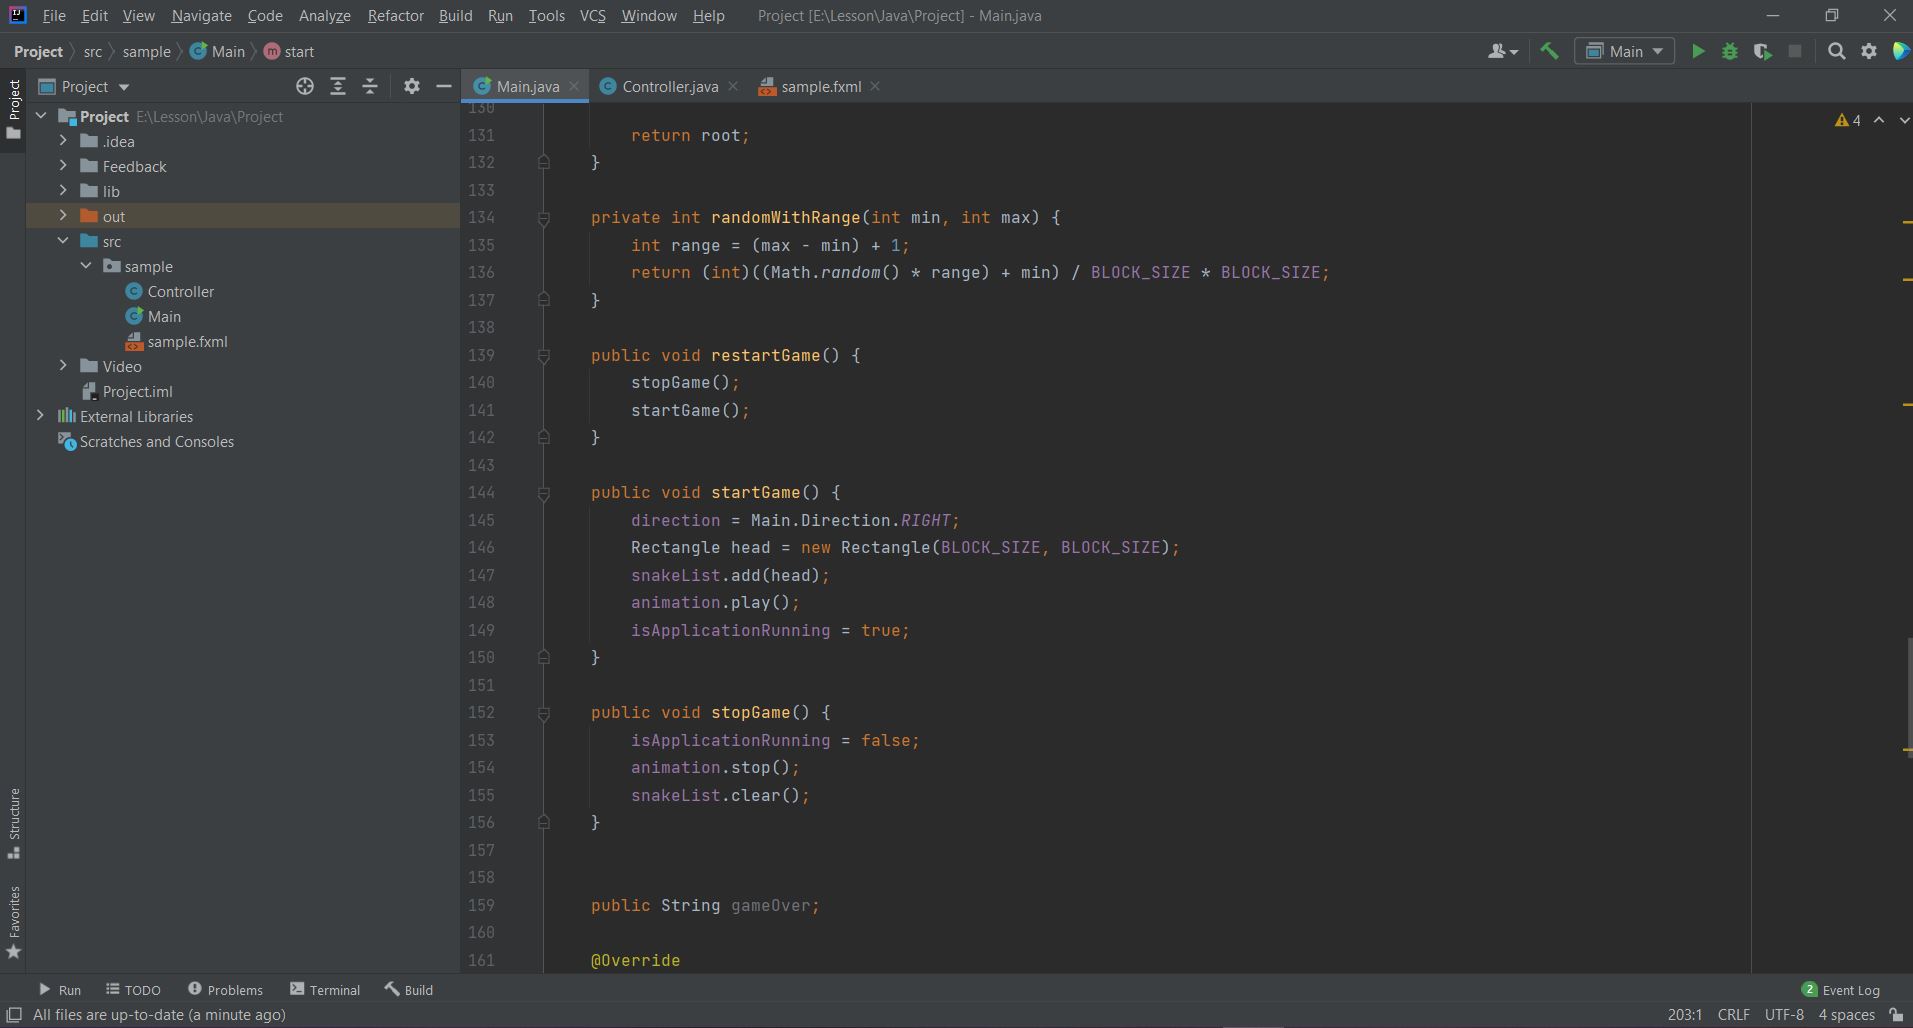 File Edit View Navigate Code Analyze Refactor Build Run Tools VCS Window Help Project [E:\Lesson\Java\Project] - Main.java
Project src sample Main m start Main
Project
Project
Main.java Controller.java sample.fxml
Project E:\Lesson\Java\Project
.idea
Feedback
lib
out
src
sample
Controller
Main
sample.fxml
Video
Project.iml
External Libraries
Scratches and Consoles
4
130
131 return root;
132 }
133
134 private int randomWithRange(int min, int max) {
135 int range = (max - min) + 1;
136 return (int)((Math.random() * range) + min) / BLOCK_SIZE * BLOCK_SIZE;
137 }
138
139 public void restartGame() {
140 stopGame();
141 startGame();
142 }
143
144 public void startGame() {
145 direction = Main.Direction.RIGHT;
146 Rectangle head = new Rectangle(BLOCK_SIZE, BLOCK_SIZE);
147 snakeList.add(head);
148 animation.play();
149 isApplicationRunning = true;
150 }
151
152 public void stopGame() {
153 isApplicationRunning = false;
154 animation.stop();
155 snakeList.clear();
156 }
157
158
159 public String gameOver;
160
161 @Override
Structure
Favorites
Run TODO Problems Terminal Build 2 Event Log
All files are up-to-date (a minute ago) 203:1 CRLF UTF-8 4 spaces